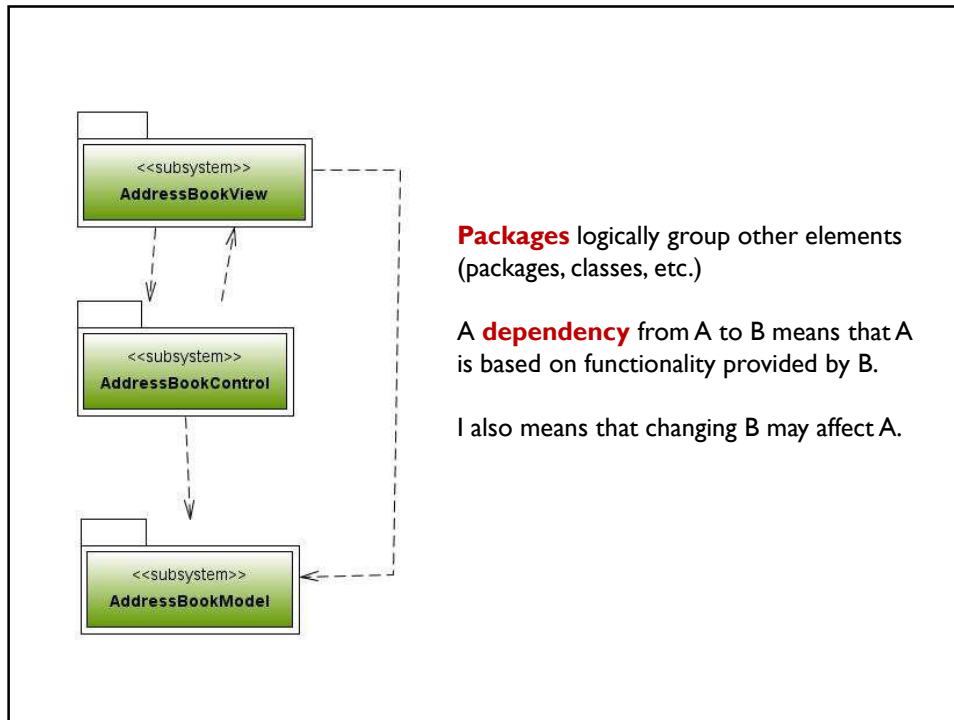 <<subsystem>>
AddressBookView
<<subsystem>>
AddressBookControl
<<subsystem>>
AddressBookModel
Packages logically group other elements
(packages, classes, etc.)
A dependency from A to B means that A
is based on functionality provided by B.
I also means that changing B may affect A.